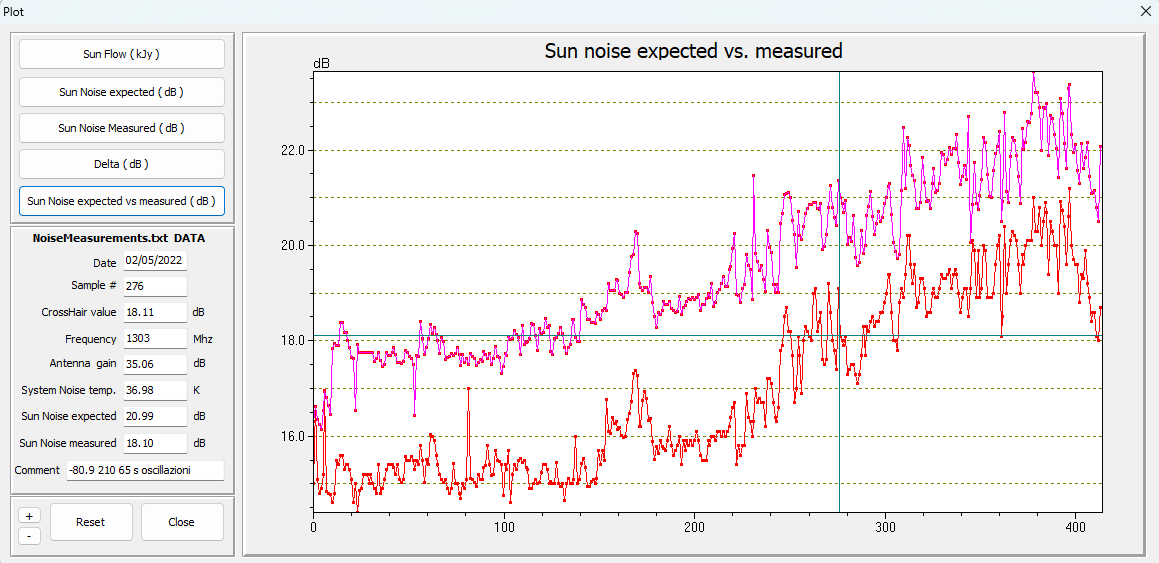 Plot
Sun Flow ( kJy )
Sun Noise expected ( dB )
Sun Noise Measured ( dB )
Delta ( dB )
Sun Noise expected vs measured ( dB )
NoiseMeasurements.txt DATA
Date 02/05/2022
Sample # 276
CrossHair value 18.11 dB
Frequency 1303 Mhz
Antenna gain 35.06 dB
System Noise temp. 36.98 K
Sun Noise expected 20.99 dB
Sun Noise measured 18.10 dB
Comment -80.9 210 65 s oscillazioni
+
-
Reset
Close
Sun noise expected vs. measured
dB
22.0
20.0
18.0
16.0
0 100 200 300 400